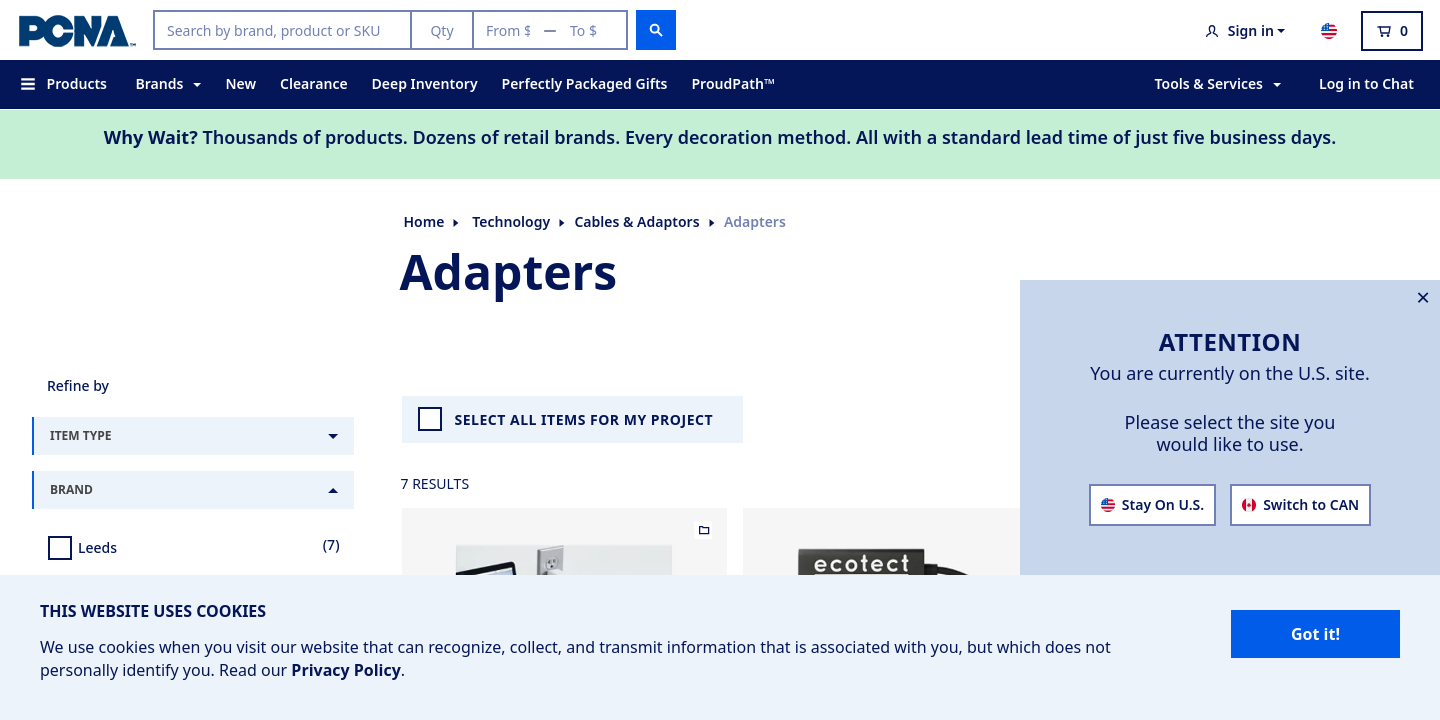 PCNA™
Search by brand, product or SKU
Qty
From $ — To $
Sign in
0
Products
Brands
New
Clearance
Deep Inventory
Perfectly Packaged Gifts
ProudPath™
Tools & Services
Log in to Chat
Why Wait? Thousands of products. Dozens of retail brands. Every decoration method. All with a standard lead time of just five business days.
Home
Technology
Cables & Adaptors
Adapters
Adapters
ATTENTION
You are currently on the U.S. site.
Please select the site you
would like to use.
Stay On U.S.
Switch to CAN
Refine by
ITEM TYPE
BRAND
Leeds
(7)
SELECT ALL ITEMS FOR MY PROJECT
7 RESULTS
ecotect
THIS WEBSITE USES COOKIES
We use cookies when you visit our website that can recognize, collect, and transmit information that is associated with you, but which does not
personally identify you. Read our Privacy Policy.
Got it!